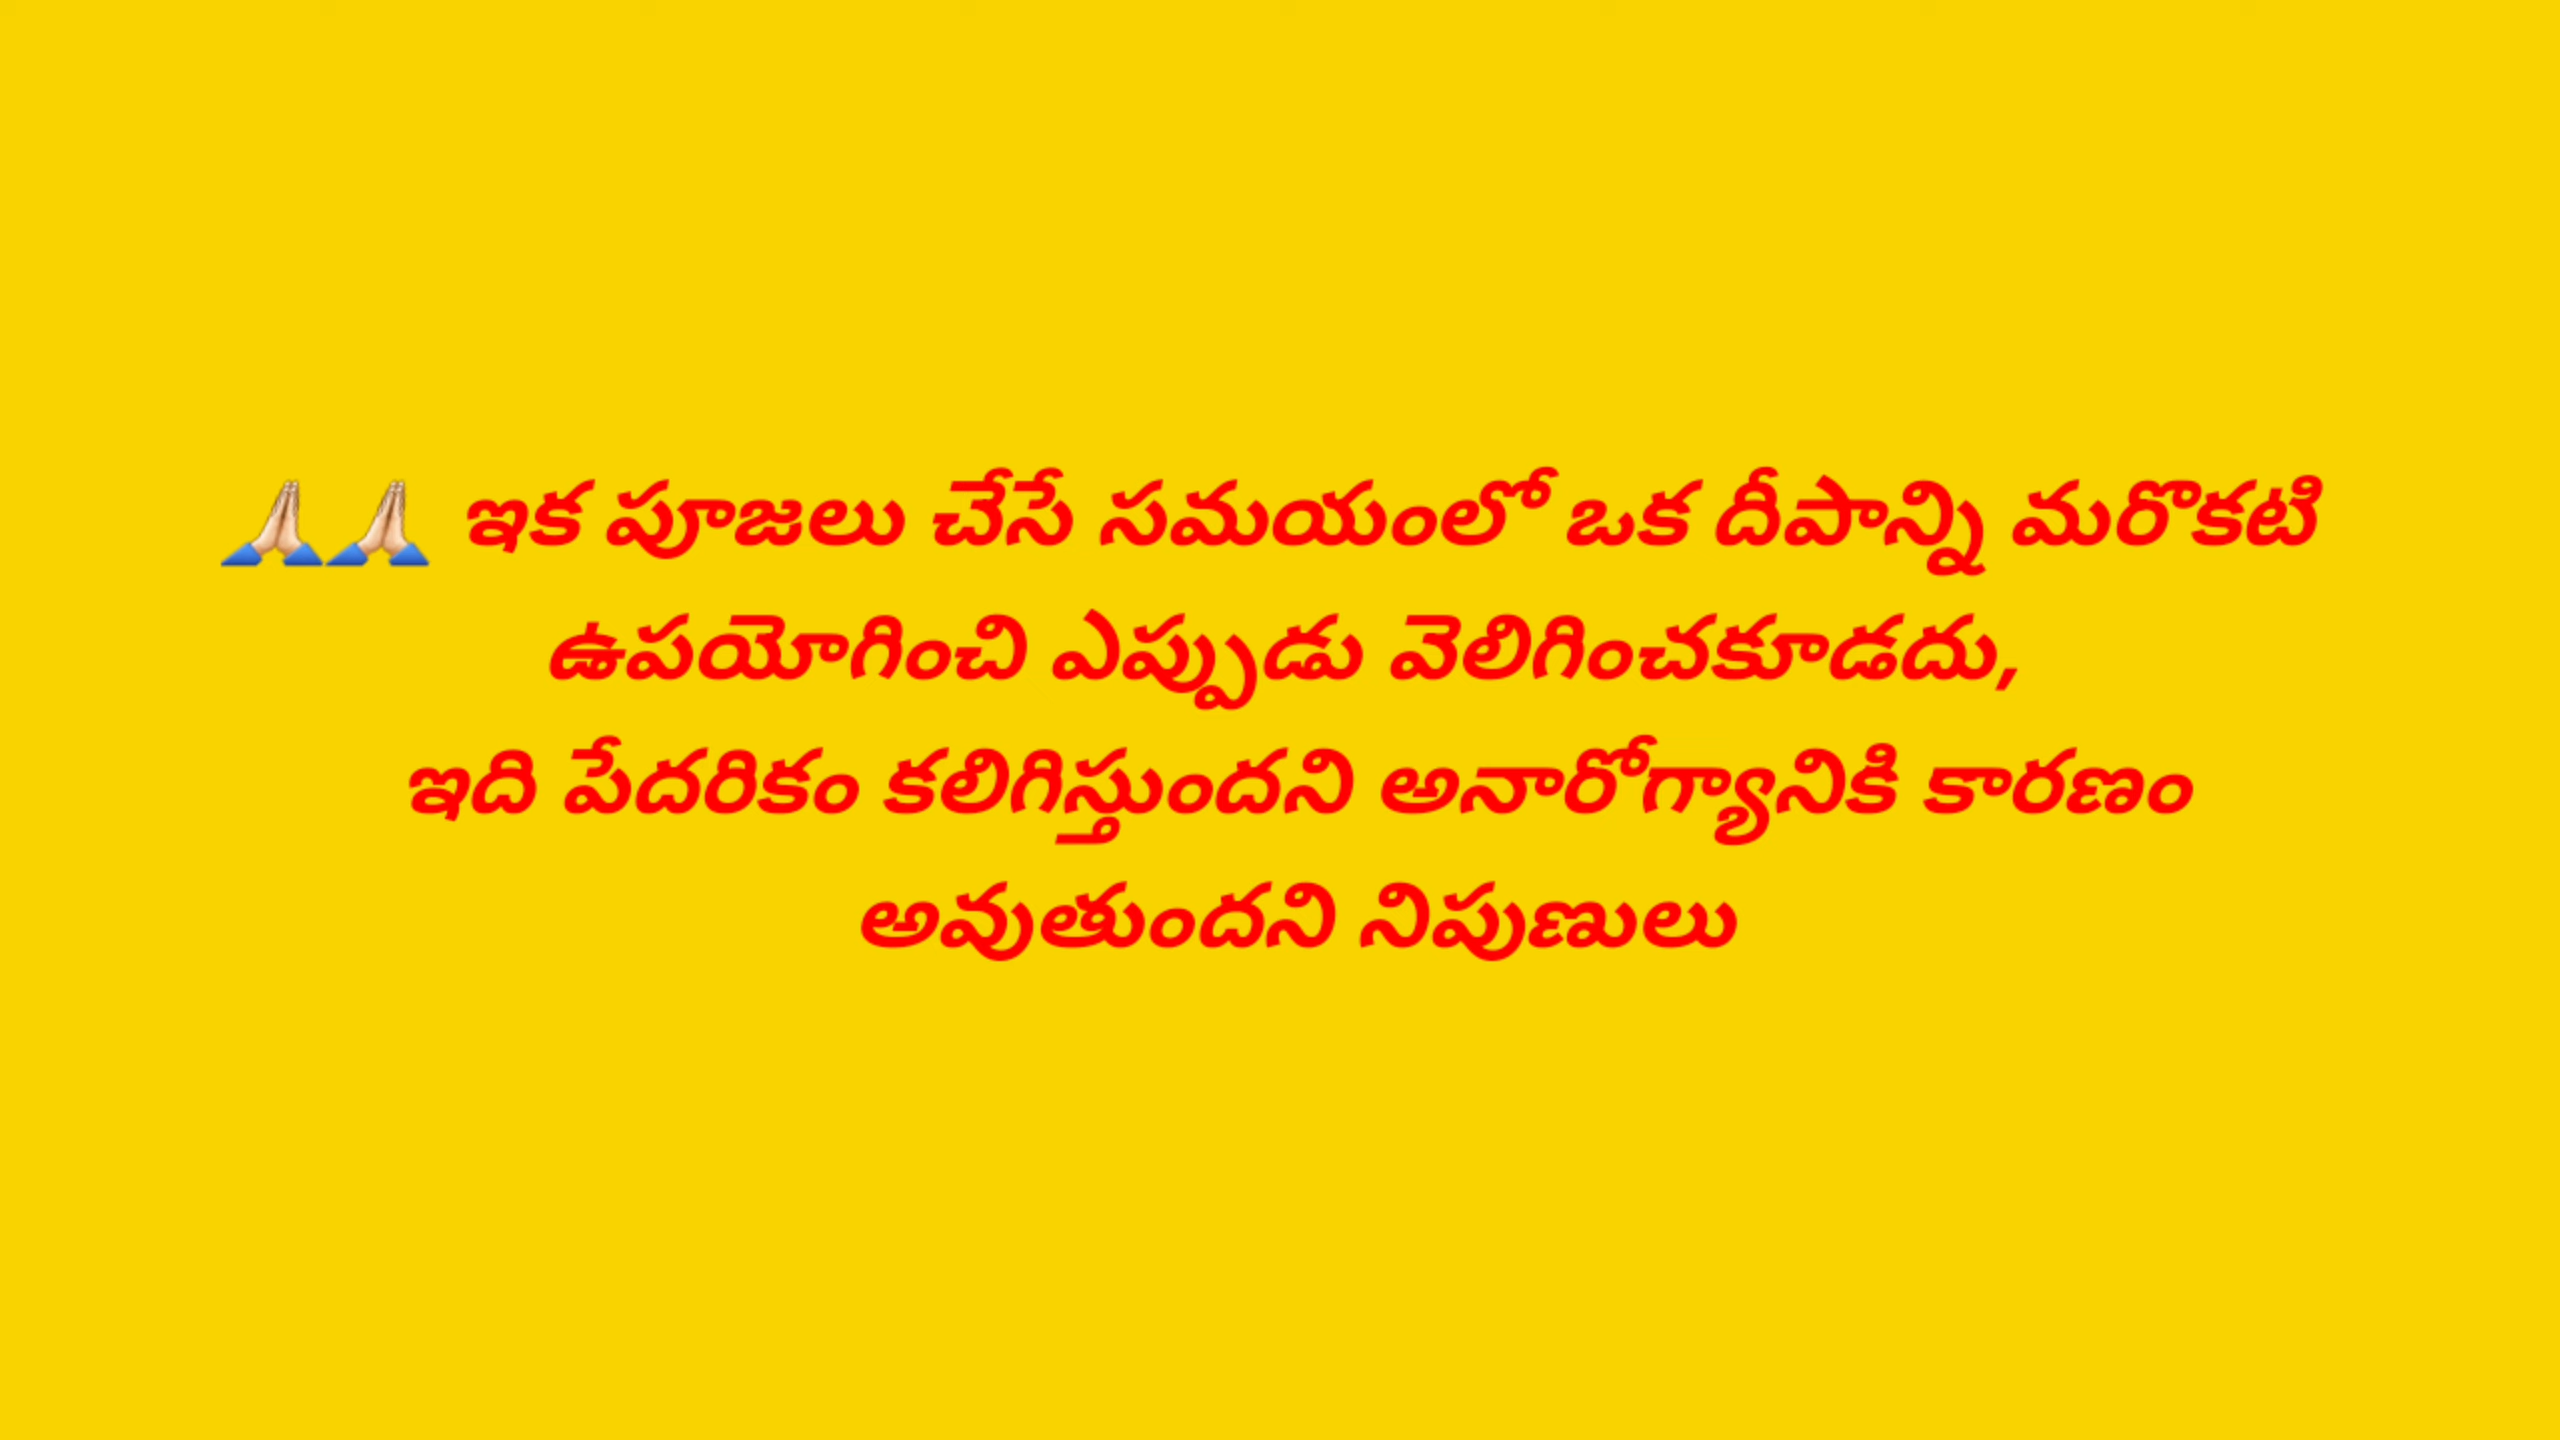 🙏🏻🙏🏻 ఇక పూజలు చేసే సమయంలో ఒక దీపాన్ని మరొకటి
ఉపయోగించి ఎప్పుడు వెలిగించకూడదు,
ఇది పేదరికం కలిగిస్తుందని అనారోగ్యానికి కారణం
అవుతుందని నిపుణులు